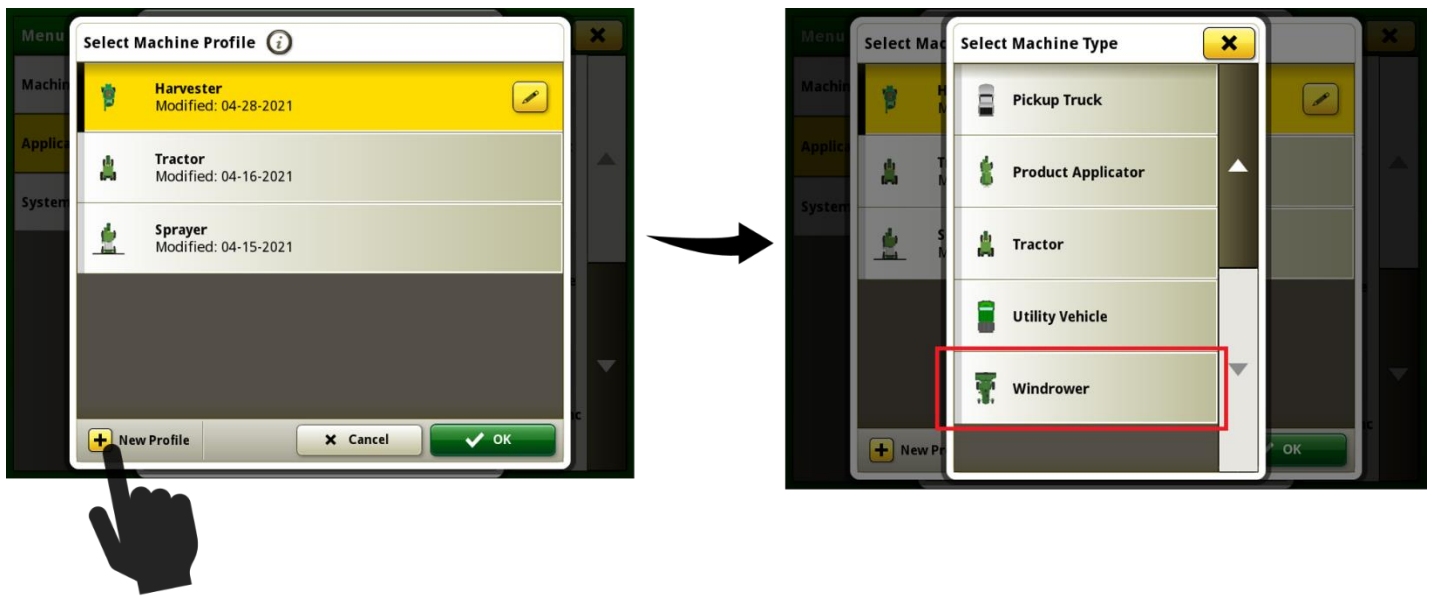 Menu
Select Machine Profile
Machin
Harvester
Modified: 04-28-2021
Applica
Tractor
Modified: 04-16-2021
System
Sprayer
Modified: 04-15-2021
New Profile
Cancel
OK
Menu
Select Mac
Select Machine Type
Machin
Pickup Truck
Applica
Product Applicator
System
Tractor
Utility Vehicle
Windrower
New Pr
OK